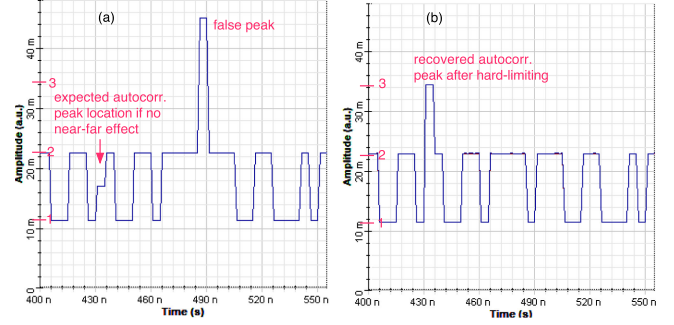 (a)
false peak
expected autocorr.
peak location if no
near-far effect
Amplitude (a.u.)
40 m
30 m
20 m
10 m
0
3
2
1
400 n 430 n 460 n 490 n 520 n 550 n
Time (s)
(b)
recovered autocorr.
peak after hard-limiting
Amplitude (a.u.)
40 m
30 m
20 m
10 m
0
3
2
1
400 n 430 n 460 n 490 n 520 n 550 n
Time (s)